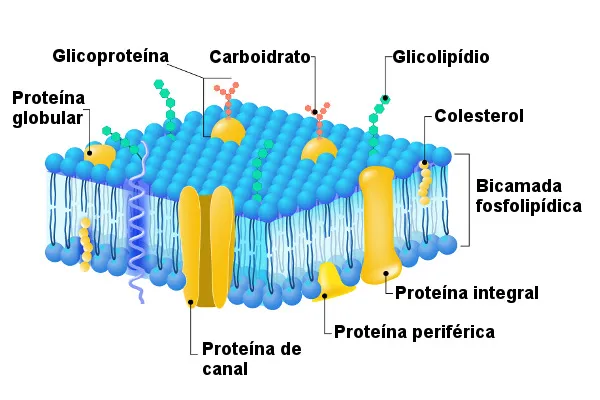 Glicoproteína
Carboidrato
Glicolipídio
Proteína
globular
Colesterol
Bicamada
fosfolipídica
Proteína integral
Proteína periférica
Proteína de
canal